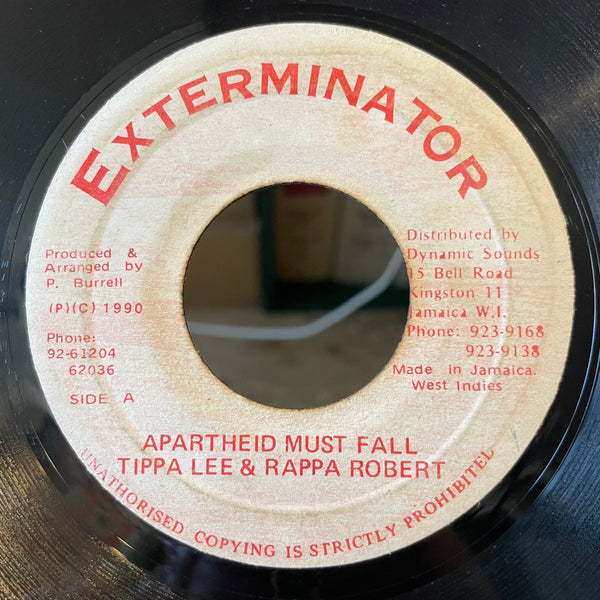 EXTERMINATOR
Produced &
Arranged by
P. Burrell
(P)(C) 1990
Phone:
92-61204
62036
SIDE A
Distributed by
Dynamic Sounds
15 Bell Road
Kingston 11
Jamaica W.I.
Phone: 923-9168
923-9138
Made in Jamaica.
West Indies
APARTHEID MUST FALL
TIPPA LEE & RAPPA ROBERT
UNAUTHORISED COPYING IS STRICTLY PROHIBITEL